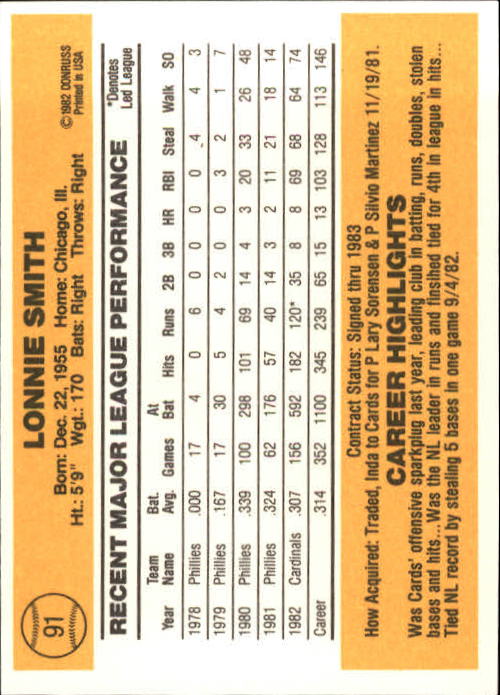 91
LONNIE SMITH
©1982 DONRUSS
Printed in USA
Born: Dec. 22, 1955 Home: Chicago, Ill.
Ht.: 5'9" Wgt.: 170 Bats: Right Throws: Right
RECENT MAJOR LEAGUE PERFORMANCE
*Denotes
Led League
Year Team Name Bat. Avg. Games At Bat Hits Runs 2B 3B HR RBI Steal Walk SO
1978 Phillies .000 17 4 0 6 0 0 0 0 4 4 3
1979 Phillies .167 17 30 5 4 2 0 0 3 2 1 7
1980 Phillies .339 100 298 101 69 14 4 3 20 33 26 48
1981 Phillies .324 62 176 57 40 14 3 2 11 21 18 14
1982 Cardinals .307 156 592 182 120* 35 8 8 69 68 64 74
Career .314 352 1100 345 239 65 15 13 103 128 113 146
Contract Status: Signed thru 1983
How Acquired: Traded, Inda to Cards for P Lary Sorensen & P Silvio Martinez 11/19/81.
CAREER HIGHLIGHTS
Was Cards' offensive sparkplug last year, leading club in batting, runs, doubles, stolen
bases and hits...Was the NL leader in runs and finsihed tied for 4th in league in hits...
Tied NL record by stealing 5 bases in one game 9/4/82.